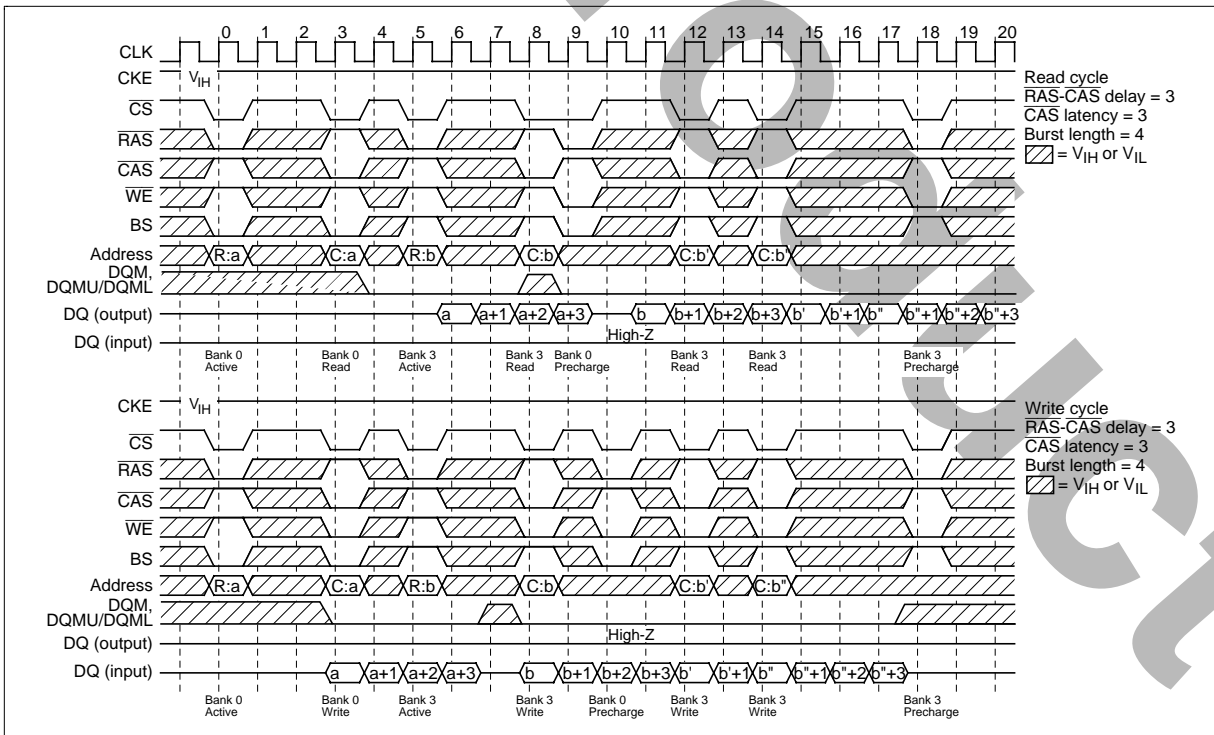 0 1 2 3 4 5 6 7 8 9 10 11 12 13 14 15 16 17 18 19 20
CLK
CKE VIH
CS
RAS
CAS
WE
BS
Address R:a C:a R:b C:b C:b' C:b'
DQM,
DQMU/DQML
DQ (output) a a+1 a+2 a+3 b b+1 b+2 b+3 b' b'+1 b" b"+1 b"+2 b"+3
High-Z
DQ (input)
Bank 0 Active
Bank 0 Read
Bank 3 Active
Bank 3 Read
Bank 0 Precharge
Bank 3 Read
Bank 3 Read
Bank 3 Precharge
Read cycle
RAS-CAS delay = 3
CAS latency = 3
Burst length = 4
= VIH or VIL
CKE VIH
CS
RAS
CAS
WE
BS
Address R:a C:a R:b C:b C:b' C:b"
DQM,
DQMU/DQML
High-Z
DQ (output)
DQ (input) a a+1 a+2 a+3 b b+1 b+2 b+3 b' b'+1 b" b"+1 b"+2 b"+3
Bank 0 Active
Bank 0 Write
Bank 3 Active
Bank 3 Write
Bank 0 Precharge
Bank 3 Write
Bank 3 Write
Bank 3 Precharge
Write cycle
RAS-CAS delay = 3
CAS latency = 3
Burst length = 4
= VIH or VIL